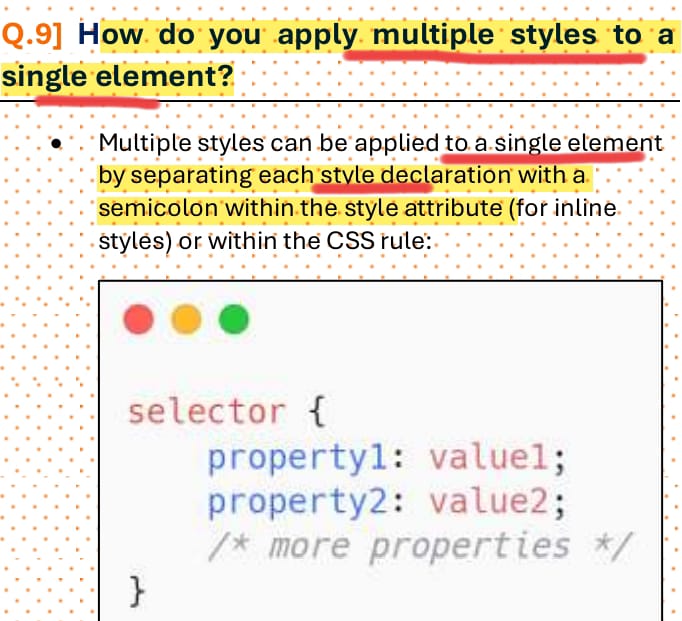 Q.9] How do you apply multiple styles to a
single element?
• Multiple styles can be applied to a single element
by separating each style declaration with a
semicolon within the style attribute (for inline
styles) or within the CSS rule:
selector {
    property1: value1;
    property2: value2;
    /* more properties */
}